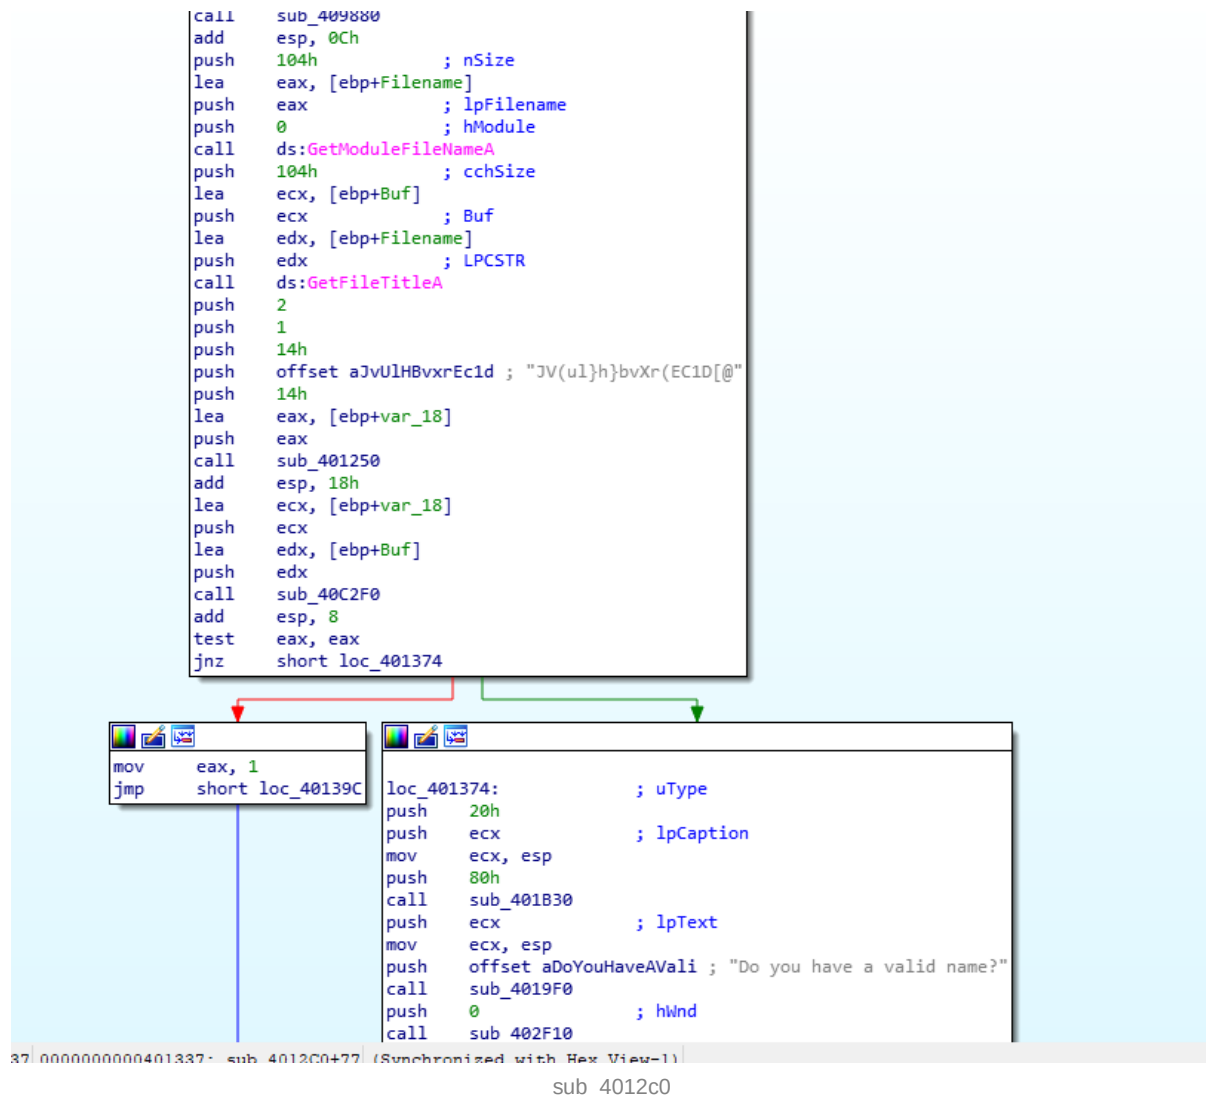 call sub_409880
add esp, 0Ch
push 104h ; nSize
lea eax, [ebp+Filename]
push eax ; lpFilename
push 0 ; hModule
call ds:GetModuleFileNameA
push 104h ; cchSize
lea ecx, [ebp+Buf]
push ecx ; Buf
lea edx, [ebp+Filename]
push edx ; LPCSTR
call ds:GetFileTitleA
push 2
push 1
push 14h
push offset aJvUlHBvxrEc1d ; "JV(ul}h}bvXr(EC1D[@"
push 14h
lea eax, [ebp+var_18]
push eax
call sub_401250
add esp, 18h
lea ecx, [ebp+var_18]
push ecx
lea edx, [ebp+Buf]
push edx
call sub_40C2F0
add esp, 8
test eax, eax
jnz short loc_401374
mov eax, 1
jmp short loc_40139C
loc_401374: ; uType
push 20h
push ecx ; lpCaption
mov ecx, esp
push 80h
call sub_401B30
push ecx ; lpText
mov ecx, esp
push offset aDoYouHaveAVali ; "Do you have a valid name?"
call sub_4019F0
push 0 ; hWnd
call sub_402F10
37 0000000000401337: sub_4012C0+77 (Synchronized with Hex View-1)
sub_4012c0